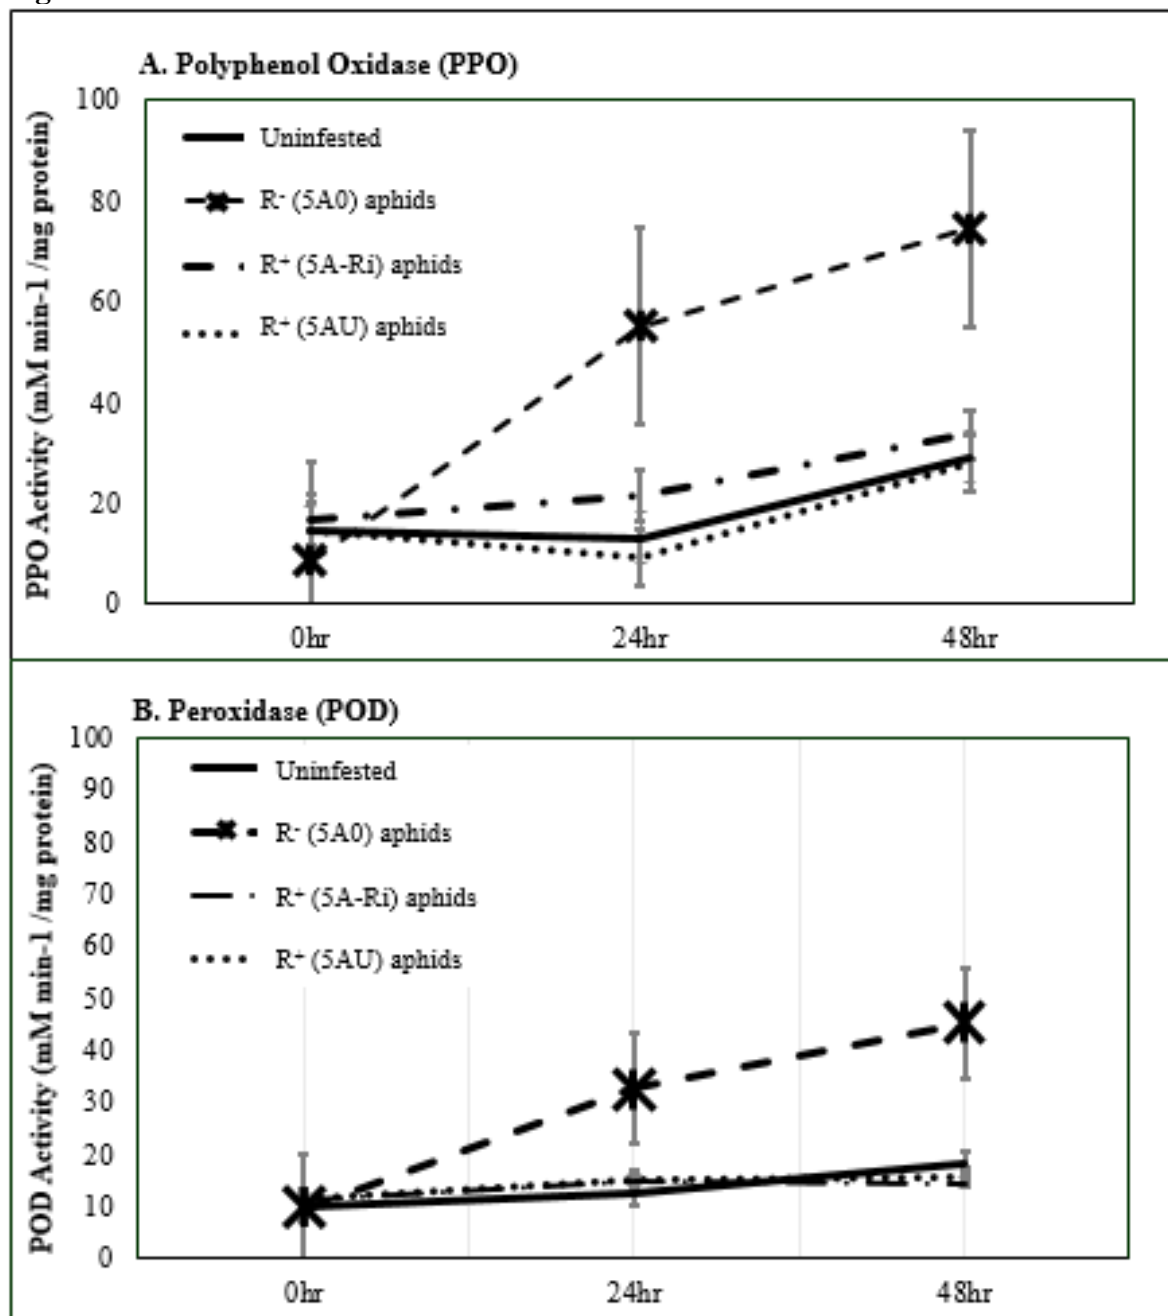 A. Polyphenol Oxidase (PPO)
PPO Activity (mM min-1 /mg protein)
100
80
60
40
20
0
Uninfested
R- (5A0) aphids
R+ (5A-Ri) aphids
R+ (5AU) aphids
0hr 24hr 48hr
B. Peroxidase (POD)
POD Activity (mM min-1 /mg protein)
100
90
80
70
60
50
40
30
20
10
0
Uninfested
R- (5A0) aphids
R+ (5A-Ri) aphids
R+ (5AU) aphids
0hr 24hr 48hr